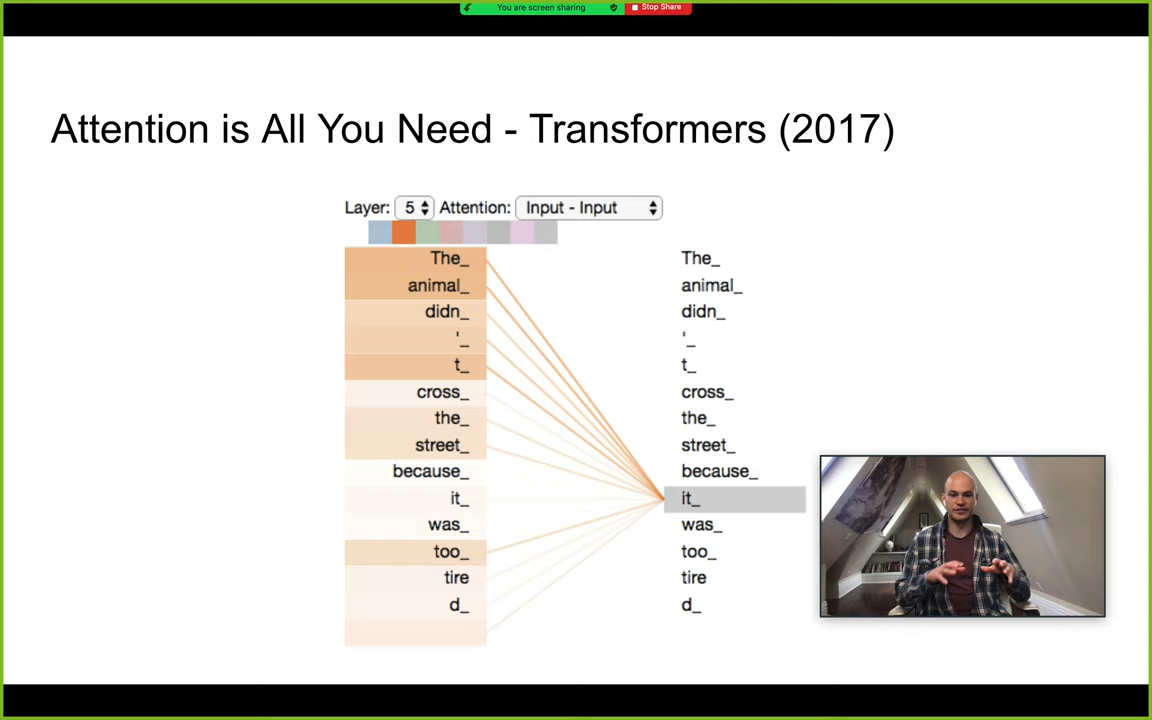 You are screen sharing Stop Share
Attention is All You Need - Transformers (2017)
Layer: 5 Attention: Input - Input
The_ The_
animal_ animal_
didn_ didn_
'_ '_
t_ t_
cross_ cross_
the_ the_
street_ street_
because_ because_
it_ it_
was_ was_
too_ too_
tire tire
d_ d_